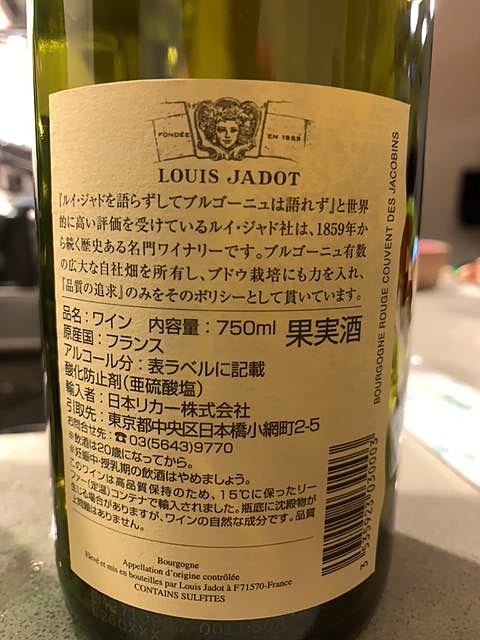 FONDÉE EN 1859
LOUIS JADOT
『ルイ・ジャドを語らずしてブルゴーニュは語れず』と世界
的に高い評価を受けているルイ・ジャド社は、1859年か
ら続く歴史ある名門ワイナリーです。ブルゴーニュ有数
の広大な自社畑を所有し、ブドウ栽培にも力を入れ、
『品質の追求』のみをそのポリシーとして貫いています。
品名：ワイン 内容量：750ml 果実酒
原産国：フランス
アルコール分：表ラベルに記載
酸化防止剤(亜硫酸塩)
輸入者：日本リカー株式会社
引取先：東京都中央区日本橋小網町2-5
お問合せ先：☎03(5643)9770
※飲酒は20歳になってから。
※妊娠中・授乳期の飲酒はやめましょう。
このワインは高品質保持のため、15℃に保ったリー
ファー(定温)コンテナで輸入されました。瓶底に沈殿物が
生じる場合がありますが、ワインの自然な成分です。品質
上問題はありません。
Bourgogne
Appellation d'origine contrôlée
Elevé et mis en bouteilles par Louis Jadot à F71570-France
CONTAINS SULFITES
BOURGOGNE ROUGE COUVENT DES JACOBINS
3 535923 030903